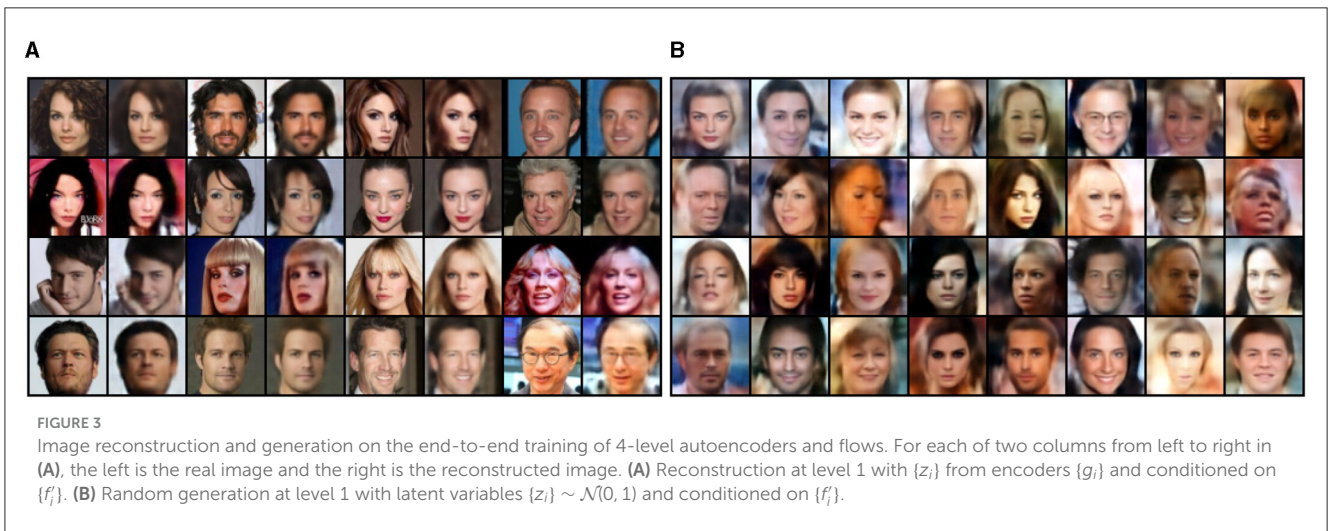 A
B
BJORK
FIGURE 3
Image reconstruction and generation on the end-to-end training of 4-level autoencoders and flows. For each of two columns from left to right in
(A), the left is the real image and the right is the reconstructed image. (A) Reconstruction at level 1 with {zᵢ} from encoders {gᵢ} and conditioned on
{f′ᵢ}. (B) Random generation at level 1 with latent variables {zᵢ} ∼ 𝒩(0, 1) and conditioned on {f′ᵢ}.